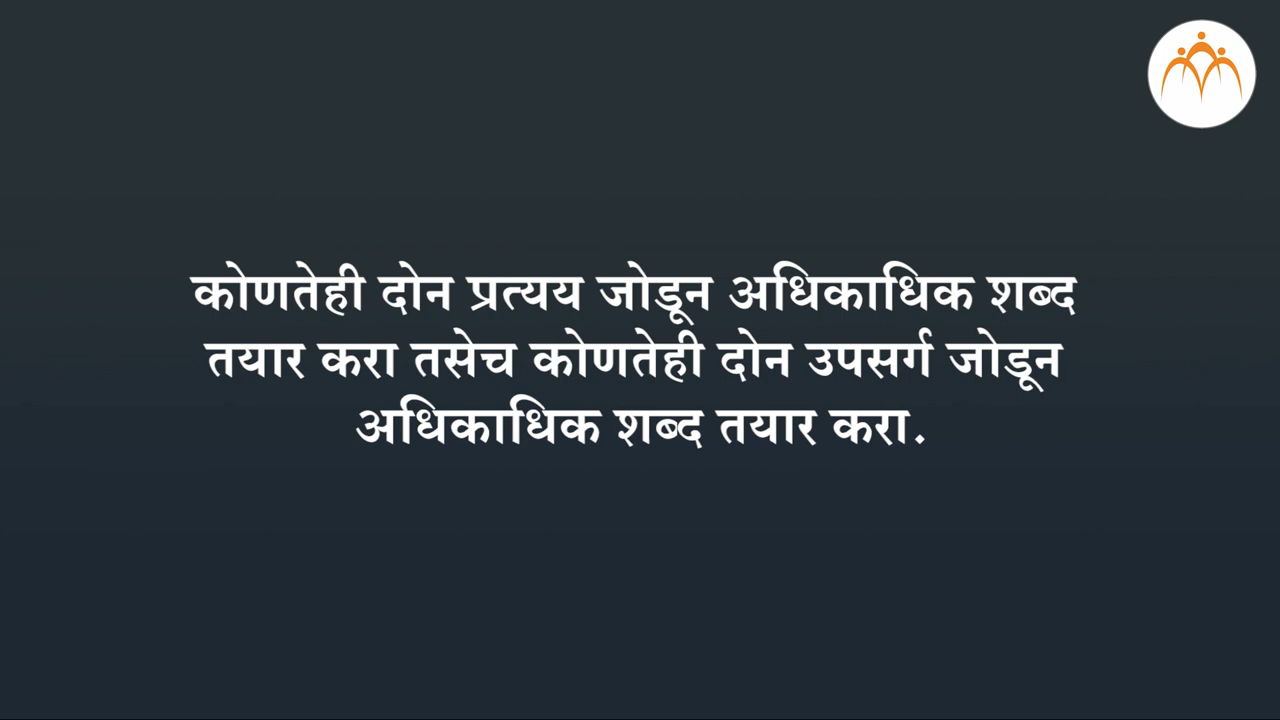 कोणतेही दोन प्रत्यय जोडून अधिकाधिक शब्द
तयार करा तसेच कोणतेही दोन उपसर्ग जोडून
अधिकाधिक शब्द तयार करा.